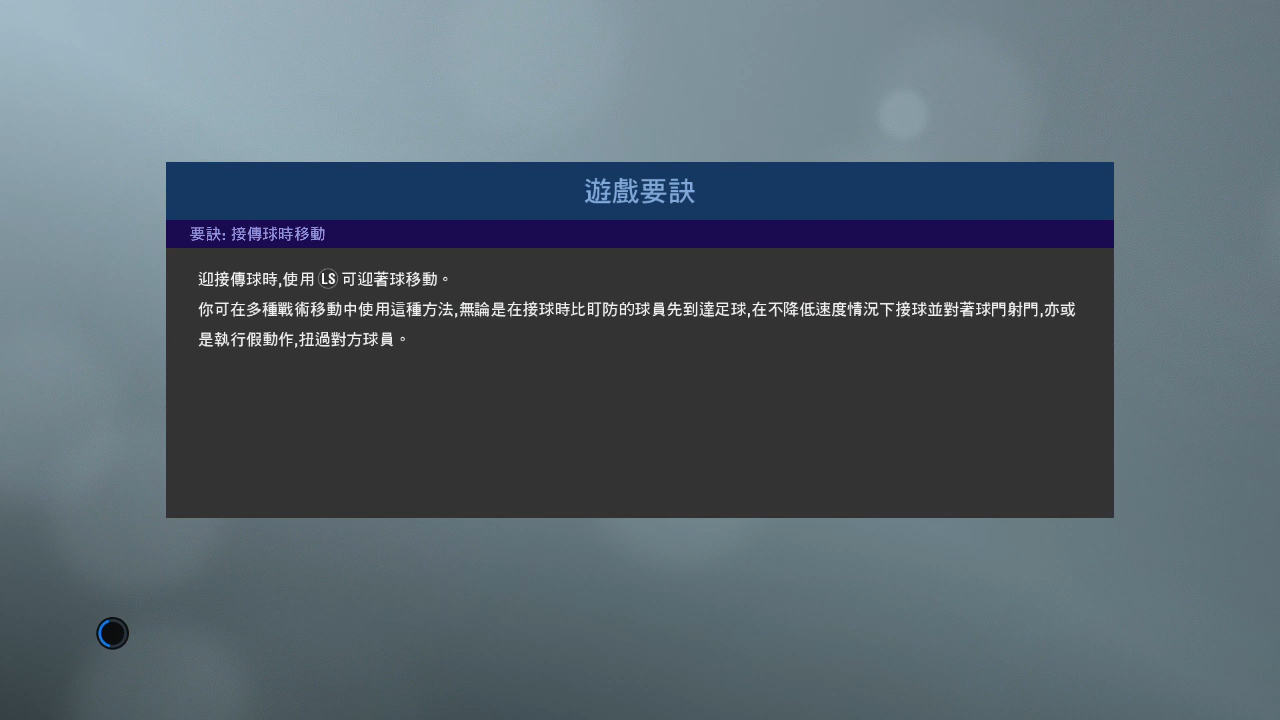 遊戲要訣
要訣: 接傳球時移動
迎接傳球時,使用 LS 可迎著球移動。
你可在多種戰術移動中使用這種方法,無論是在接球時比盯防的球員先到達足球,在不降低速度情況下接球並對著球門射門,亦或
是執行假動作,扭過對方球員。